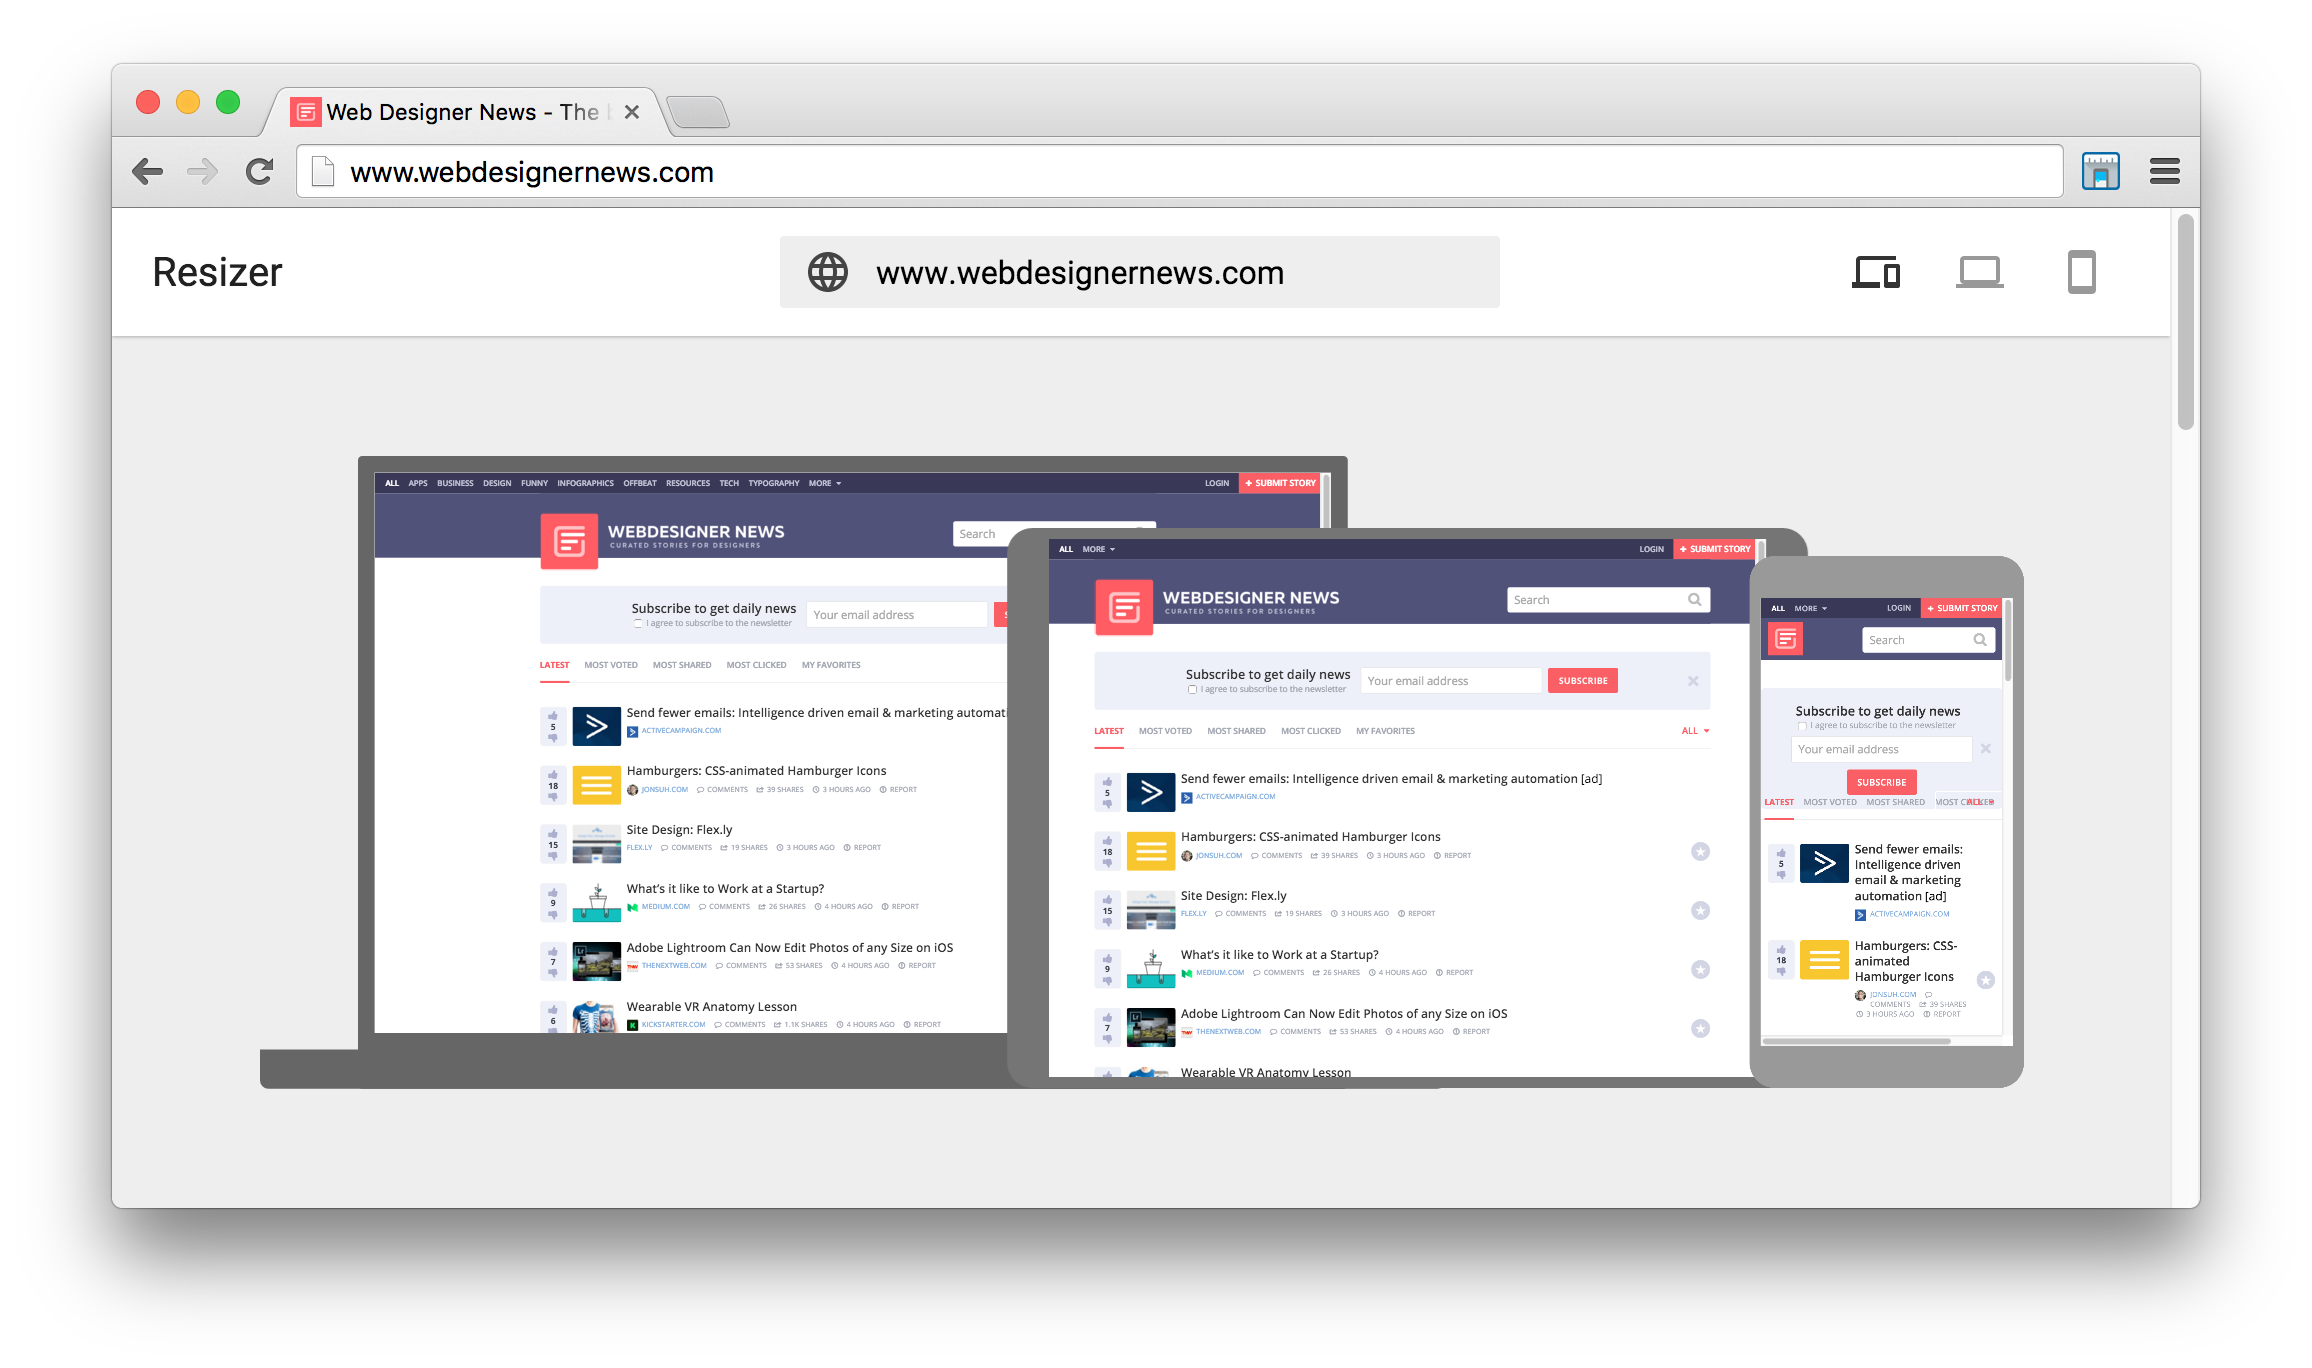 Web Designer News - The
www.webdesignernews.com
Resizer
www.webdesignernews.com
ALL APPS BUSINESS DESIGN FUNNY INFOGRAPHICS OFFBEAT RESOURCES TECH TYPOGRAPHY MORE LOGIN + SUBMIT STORY
WEBDESIGNER NEWS
CURATED STORIES FOR DESIGNERS
Search
Subscribe to get daily news
I agree to subscribe to the newsletter
Your email address
LATEST MOST VOTED MOST SHARED MOST CLICKED MY FAVORITES
5
Send fewer emails: Intelligence driven email & marketing automati
ACTIVECAMPAIGN.COM
18
Hamburgers: CSS-animated Hamburger Icons
JONSUH.COM COMMENTS 39 SHARES 3 HOURS AGO REPORT
15
Site Design: Flex.ly
FLEX.LY COMMENTS 19 SHARES 3 HOURS AGO REPORT
9
What's it like to Work at a Startup?
MEDIUM.COM COMMENTS 26 SHARES 4 HOURS AGO REPORT
7
Lr
Adobe Lightroom Can Now Edit Photos of any Size on iOS
THENEXTWEB.COM COMMENTS 53 SHARES 4 HOURS AGO REPORT
6
Wearable VR Anatomy Lesson
KICKSTARTER.COM COMMENTS 1.1K SHARES 4 HOURS AGO REPORT
ALL MORE LOGIN + SUBMIT STORY
WEBDESIGNER NEWS
CURATED STORIES FOR DESIGNERS
Search
Subscribe to get daily news
I agree to subscribe to the newsletter
Your email address
SUBSCRIBE
LATEST MOST VOTED MOST SHARED MOST CLICKED MY FAVORITES ALL
5
Send fewer emails: Intelligence driven email & marketing automation [ad]
ACTIVECAMPAIGN.COM
18
Hamburgers: CSS-animated Hamburger Icons
JONSUH.COM COMMENTS 39 SHARES 3 HOURS AGO REPORT
15
Site Design: Flex.ly
FLEX.LY COMMENTS 19 SHARES 3 HOURS AGO REPORT
9
What's it like to Work at a Startup?
MEDIUM.COM COMMENTS 26 SHARES 4 HOURS AGO REPORT
7
Lr
Adobe Lightroom Can Now Edit Photos of any Size on iOS
THENEXTWEB.COM COMMENTS 53 SHARES 4 HOURS AGO REPORT
Wearable VR Anatomy Lesson
ALL MORE LOGIN + SUBMIT STORY
Search
Subscribe to get daily news
I agree to subscribe to the newsletter
Your email address
SUBSCRIBE
LATEST MOST VOTED MOST SHARED MOST CLICKED ALL
5
Send fewer emails:
Intelligence driven
email & marketing
automation [ad]
ACTIVECAMPAIGN.COM
18
Hamburgers: CSS-
animated
Hamburger Icons
JONSUH.COM
COMMENTS 39 SHARES
3 HOURS AGO REPORT